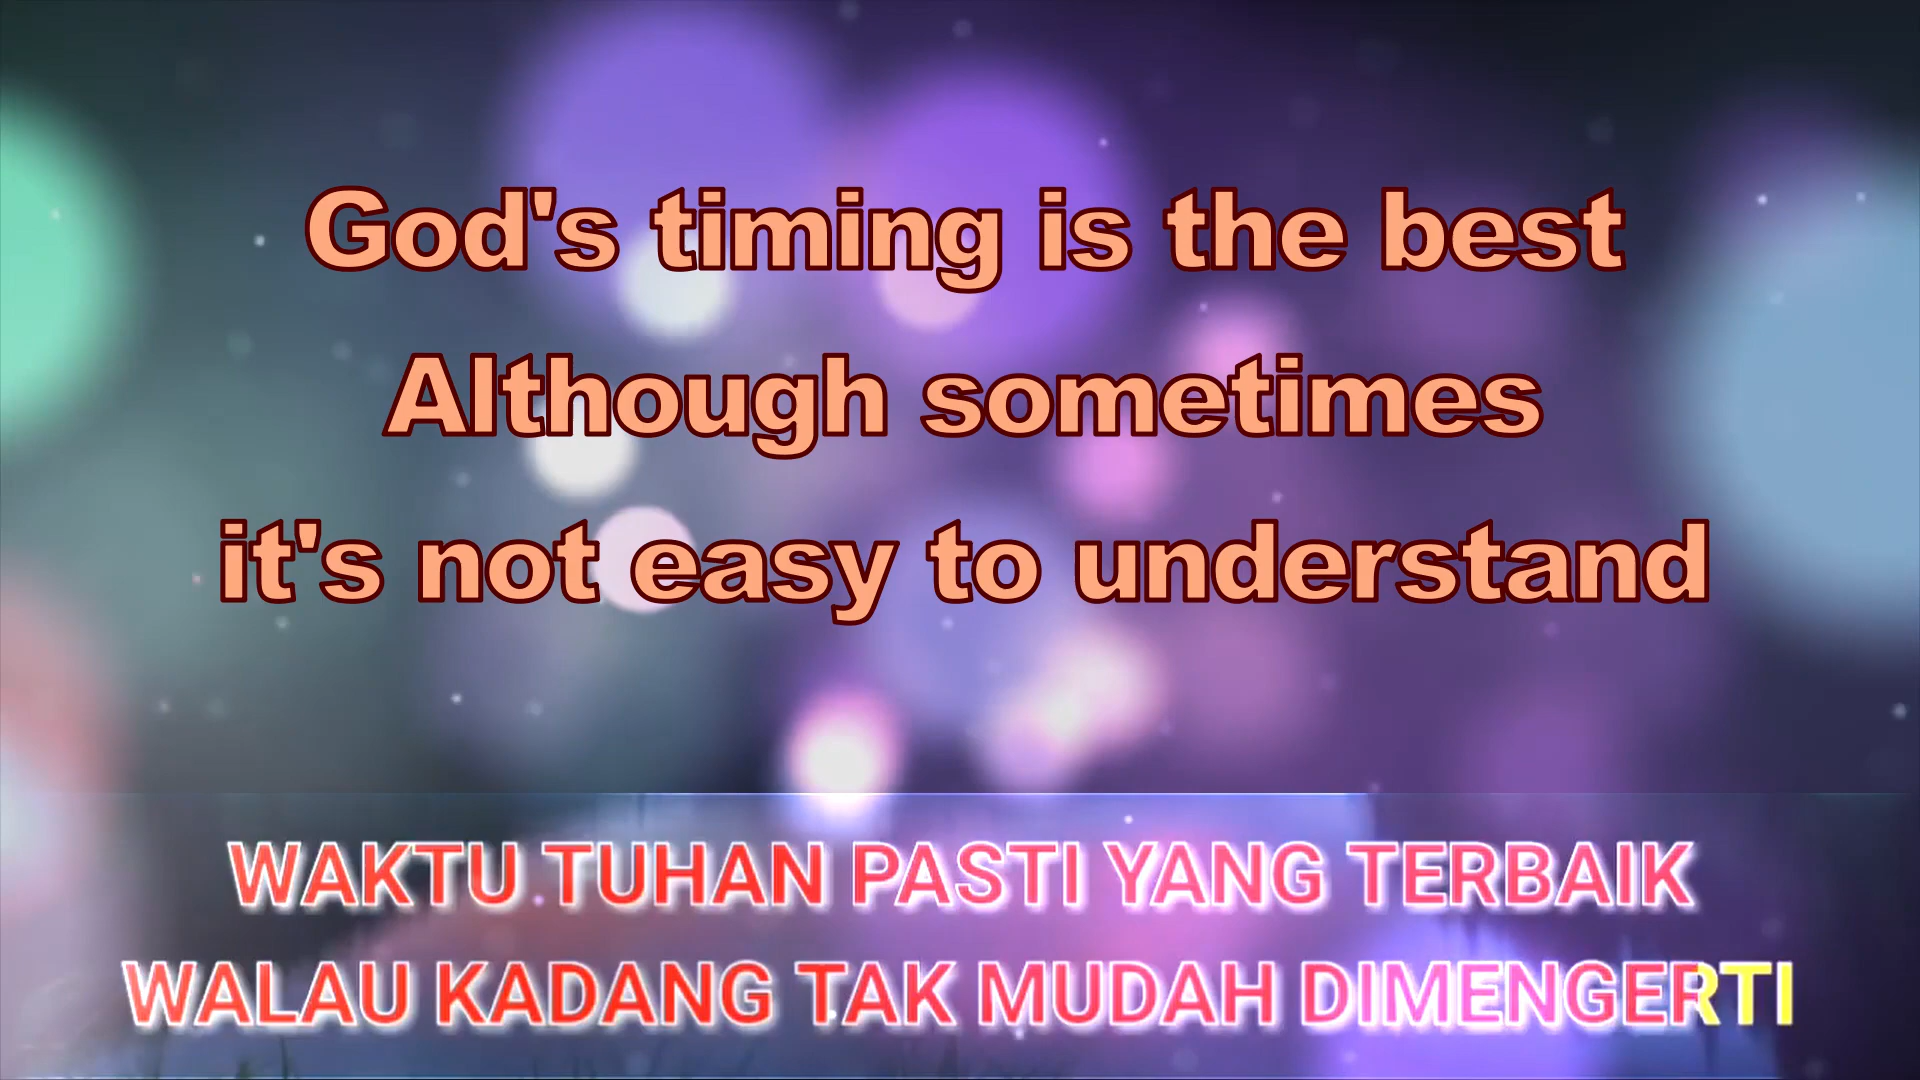 God's timing is the best
Although sometimes
it's not easy to understand
WAKTU TUHAN PASTI YANG TERBAIK
WALAU KADANG TAK MUDAH DIMENGERTI